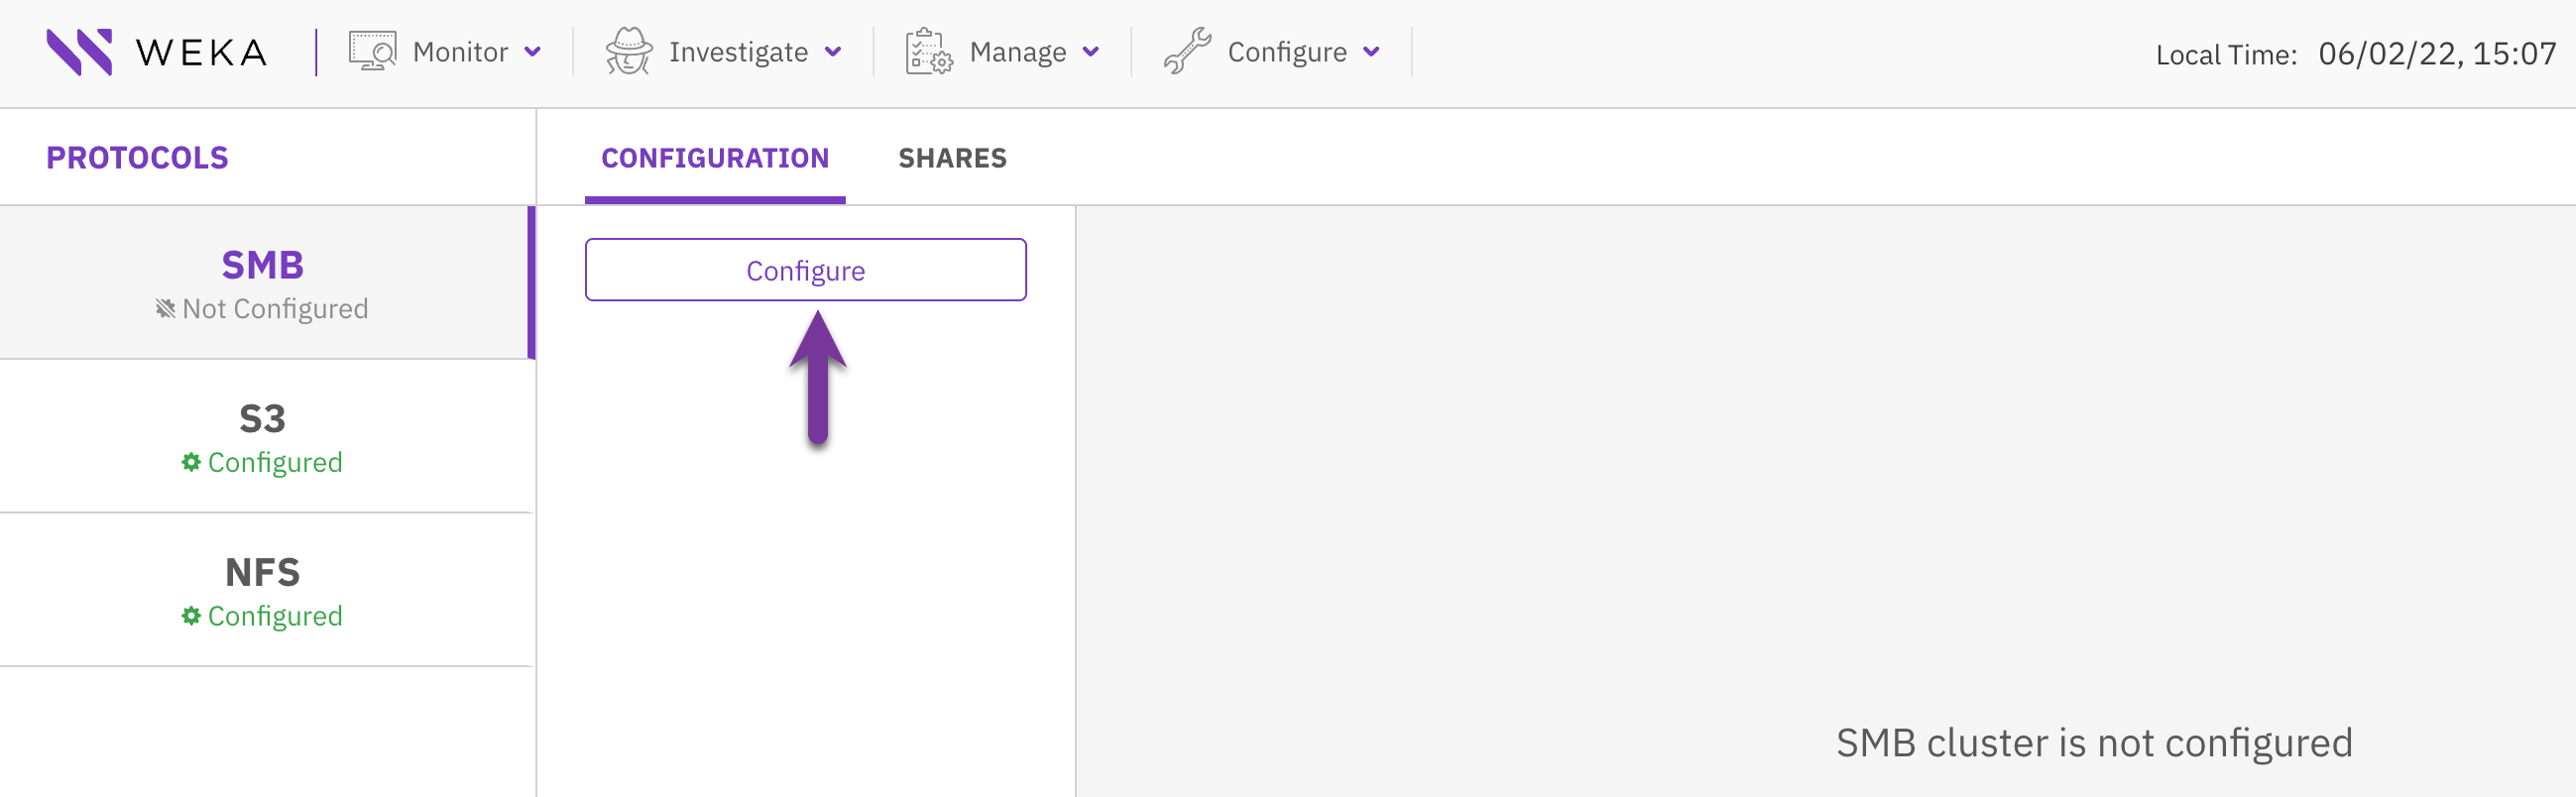 WEKA
Monitor
Investigate
Manage
Configure
Local Time: 06/02/22, 15:07
PROTOCOLS
CONFIGURATION
SHARES
SMB
Not Configured
S3
Configured
NFS
Configured
Configure
SMB cluster is not configured